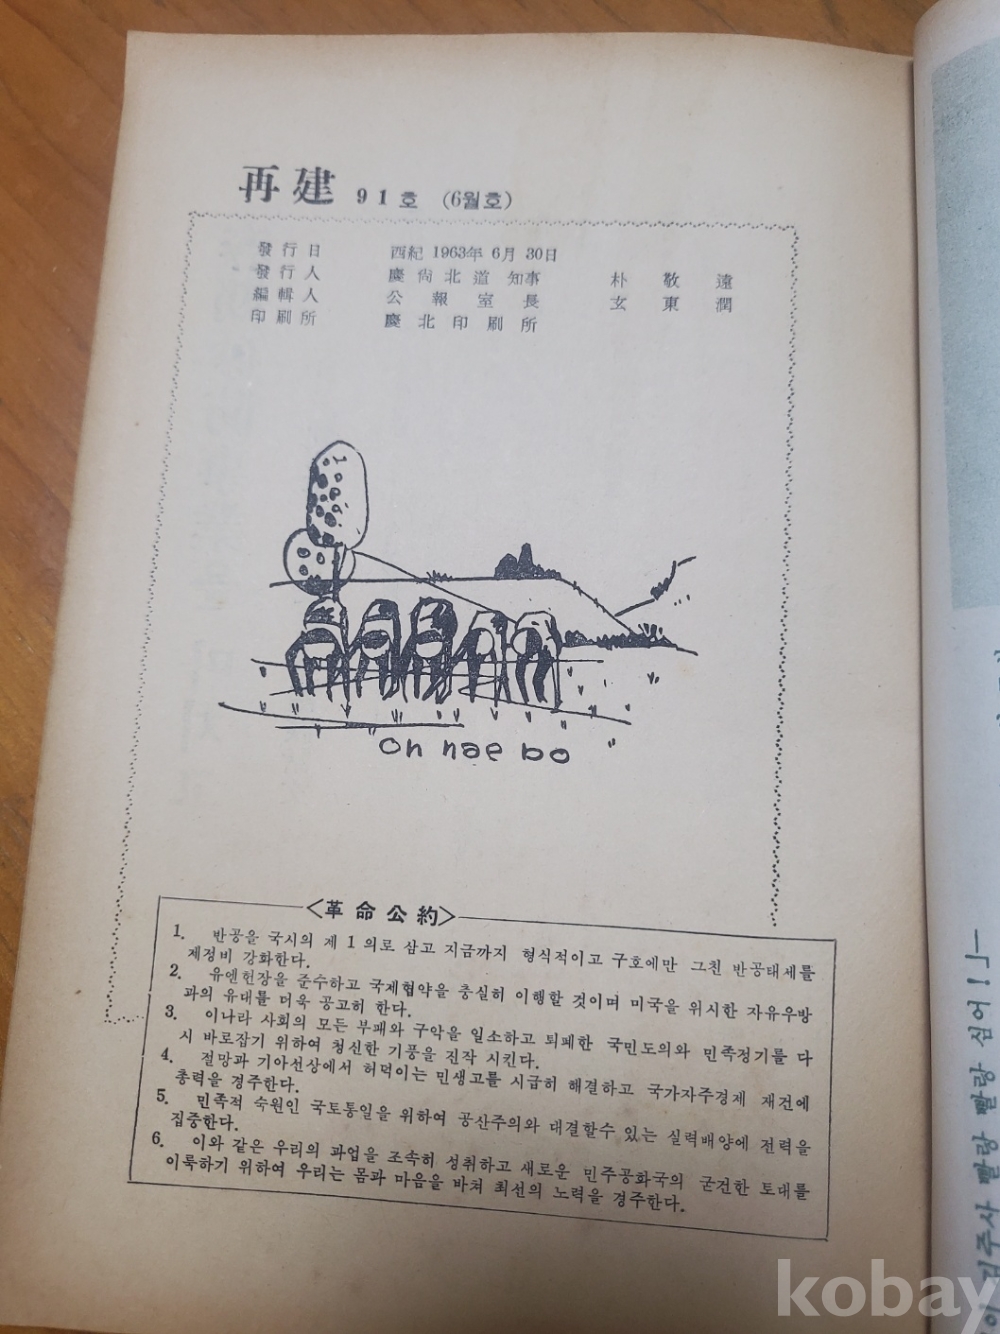 再建 91호 (6월호)
發行日 西紀 1963年 6月 30日
發行人 慶尙北道 知事 朴敬遠
編輯人 公報室長 玄東潤
印刷所 慶北印刷所
on nae bo
<革命公約>
1. 반공을 국시의 제1의로 삼고 지금까지 형식적이고 구호에만 그친 반공태세를
제정비 강화한다.
2. 유엔헌장을 준수하고 국제협약을 충실히 이행할 것이며 미국을 위시한 자유우방
과의 유대를 더욱 공고히 한다.
3. 이나라 사회의 모든 부패와 구악을 일소하고 퇴폐한 국민도의와 민족정기를 다
시 바로잡기 위하여 청신한 기풍을 진작 시킨다.
4. 절망과 기아선상에서 허덕이는 민생고를 시급히 해결하고 국가자주경제 재건에
총력을 경주한다.
5. 민족적 숙원인 국토통일을 위하여 공산주의와 대결할수 있는 실력배양에 전력을
집중한다.
6. 이와 같은 우리의 과업을 조속히 성취하고 새로운 민주공화국의 굳건한 토대를
이룩하기 위하여 우리는 몸과 마음을 바쳐 최선의 노력을 경주한다.
주사 빨랑 빨랑 심어!」―
kobay